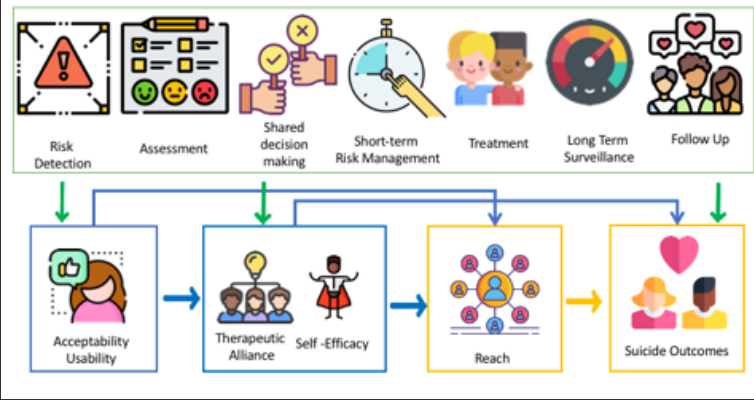 Risk
Detection
Assessment
Shared
decision
making
Short-term
Risk Management
Treatment
Long Term
Surveillance
Follow Up
Acceptability
Usability
Therapeutic
Alliance
Self -Efficacy
Reach
Suicide Outcomes